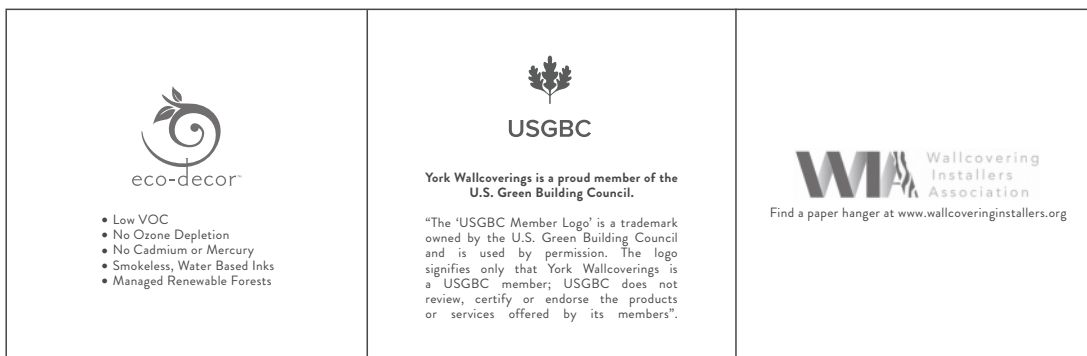 eco-decor™
• Low VOC
• No Ozone Depletion
• No Cadmium or Mercury
• Smokeless, Water Based Inks
• Managed Renewable Forests
USGBC
York Wallcoverings is a proud member of the
U.S. Green Building Council.
“The ‘USGBC Member Logo’ is a trademark
owned by the U.S. Green Building Council
and is used by permission. The logo
signifies only that York Wallcoverings is
a USGBC member; USGBC does not
review, certify or endorse the products
or services offered by its members”.
WIA
Wallcovering
Installers
Association
Find a paper hanger at www.wallcoveringinstallers.org